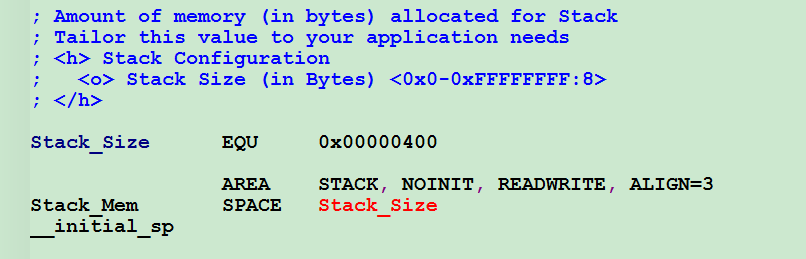 ; Amount of memory (in bytes) allocated for Stack
; Tailor this value to your application needs
; <h> Stack Configuration
;   <o> Stack Size (in Bytes) <0x0-0xFFFFFFFF:8>
; </h>
Stack_Size      EQU     0x00000400
                AREA    STACK, NOINIT, READWRITE, ALIGN=3
Stack_Mem       SPACE   Stack_Size
__initial_sp